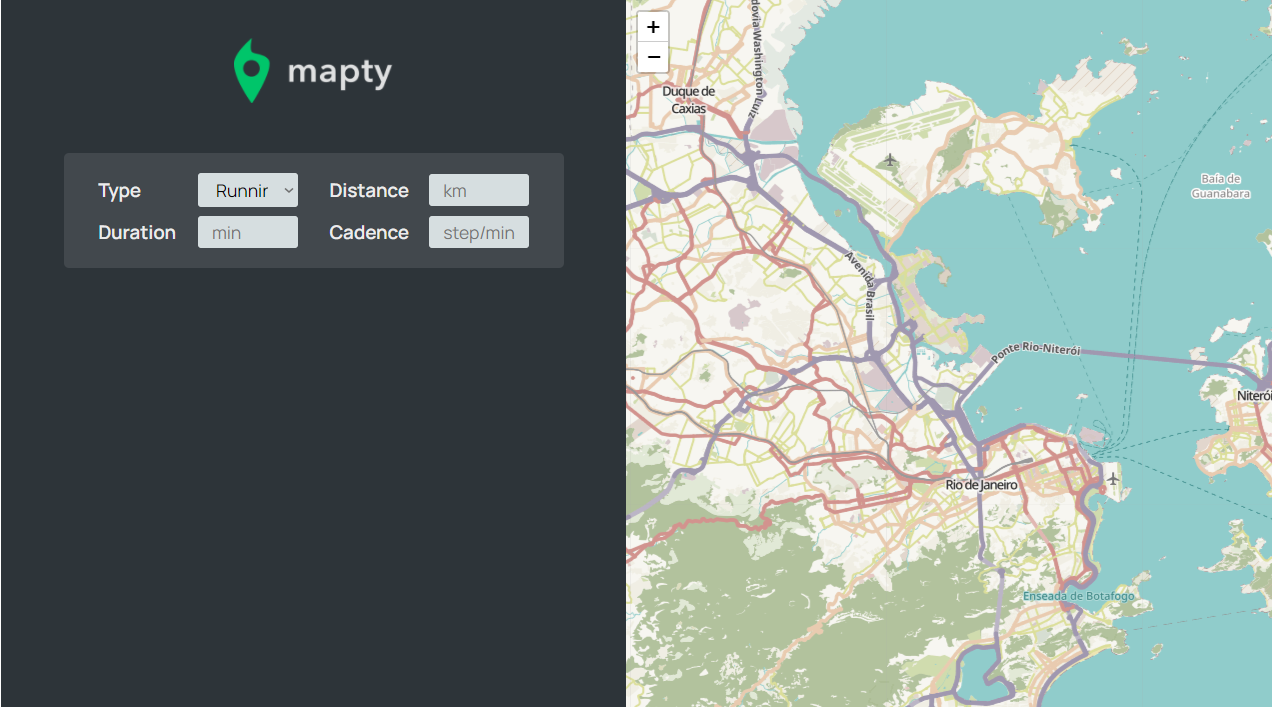 mapty
Type
Runnir
Distance
km
Duration
min
Cadence
step/min
+
−
dovia Washington Luiz
Duque de
Caxias
Baía de
Guanabara
Avenida Brasil
Ponte Rio-Niterói
Niterói
Rio de Janeiro
Enseada de Botafogo